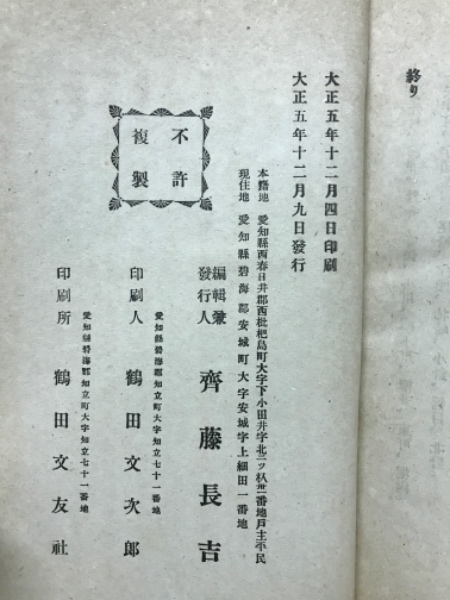 終り
大正五年十二月四日印刷
大正五年十二月九日發行
本籍地 愛知縣西春日井郡西枇杷島町大字下小田井字北二ツ杁 番地戸主平民
現住地 愛知縣碧海郡安城町大字安城字上細田一番地
不許
複製
編輯兼
發行人 齊藤長吉
愛知縣碧海郡知立町大字知立七十一番地
印刷人 鶴田文次郎
愛知縣碧海郡知立町大字知立七十一番地
印刷所 鶴田文友社